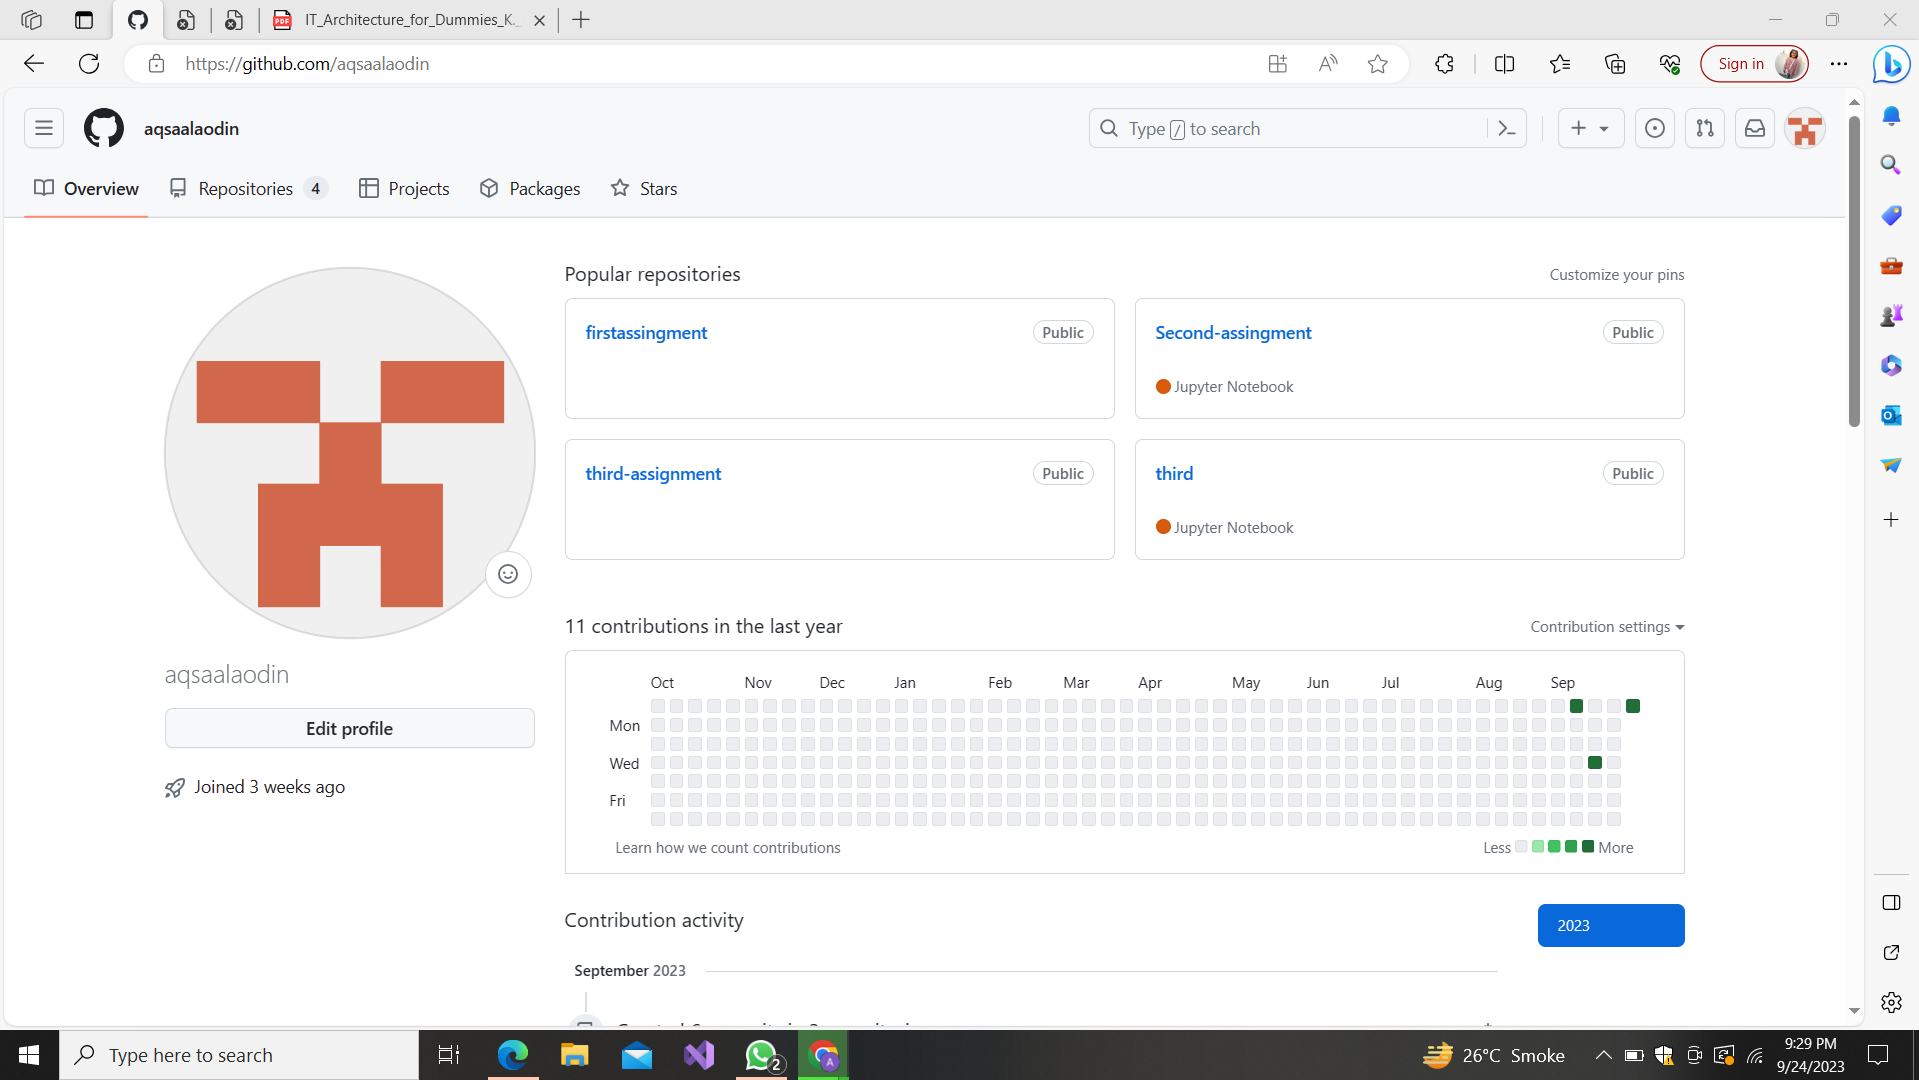 IT_Architecture_for_Dummies_K._
https://github.com/aqsaalaodin
Sign in
aqsaalaodin
Type / to search
Overview
Repositories 4
Projects
Packages
Stars
Popular repositories
Customize your pins
firstassingment Public
Second-assingment Public
Jupyter Notebook
third-assignment Public
third Public
Jupyter Notebook
11 contributions in the last year
Contribution settings
aqsaalaodin
Edit profile
Joined 3 weeks ago
Oct Nov Dec Jan Feb Mar Apr May Jun Jul Aug Sep
Mon
Wed
Fri
Learn how we count contributions
Less More
Contribution activity
2023
September 2023
Type here to search
2
26°C Smoke
9:29 PM
9/24/2023